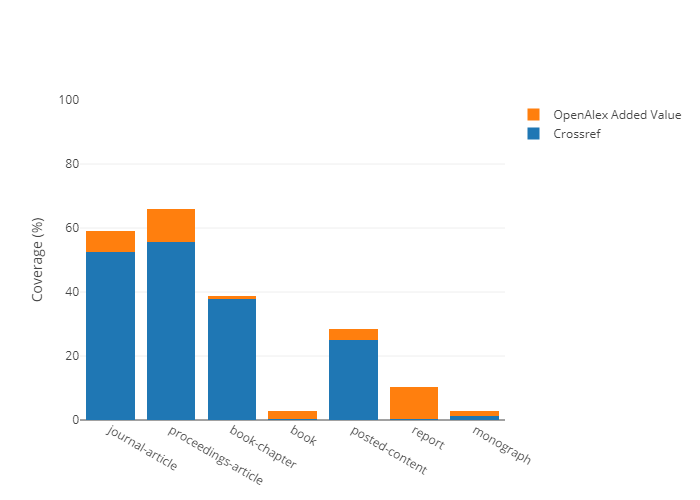 100
80
60
40
20
0
Coverage (%)
journal-article
proceedings-article
book-chapter
book
posted-content
report
monograph
OpenAlex Added Value
Crossref